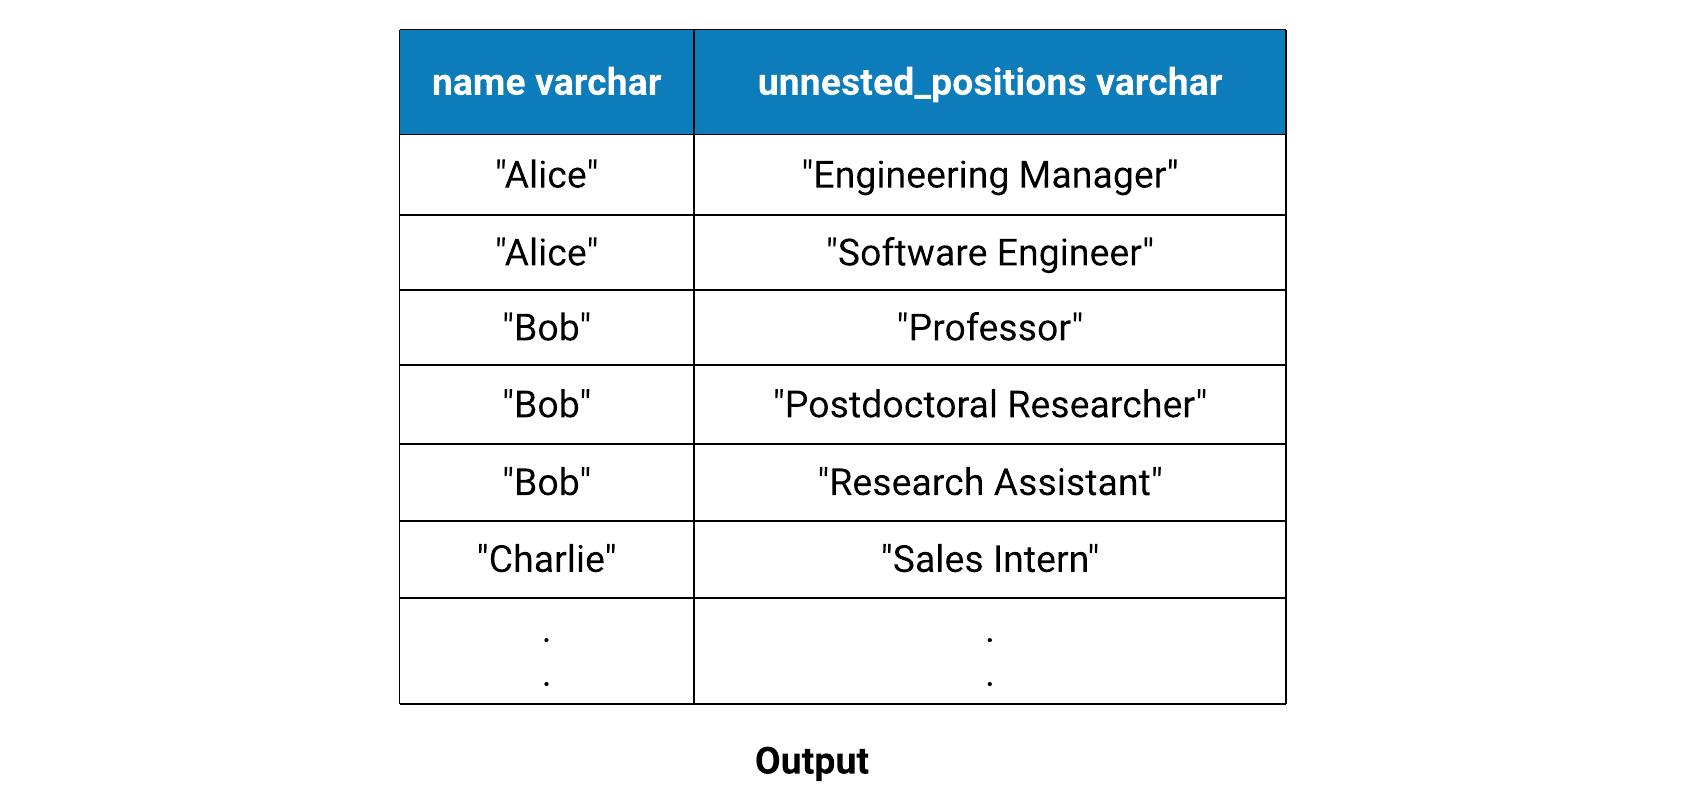 name varchar unnested_positions varchar
"Alice" "Engineering Manager"
"Alice" "Software Engineer"
"Bob" "Professor"
"Bob" "Postdoctoral Researcher"
"Bob" "Research Assistant"
"Charlie" "Sales Intern"
. .
. .
Output